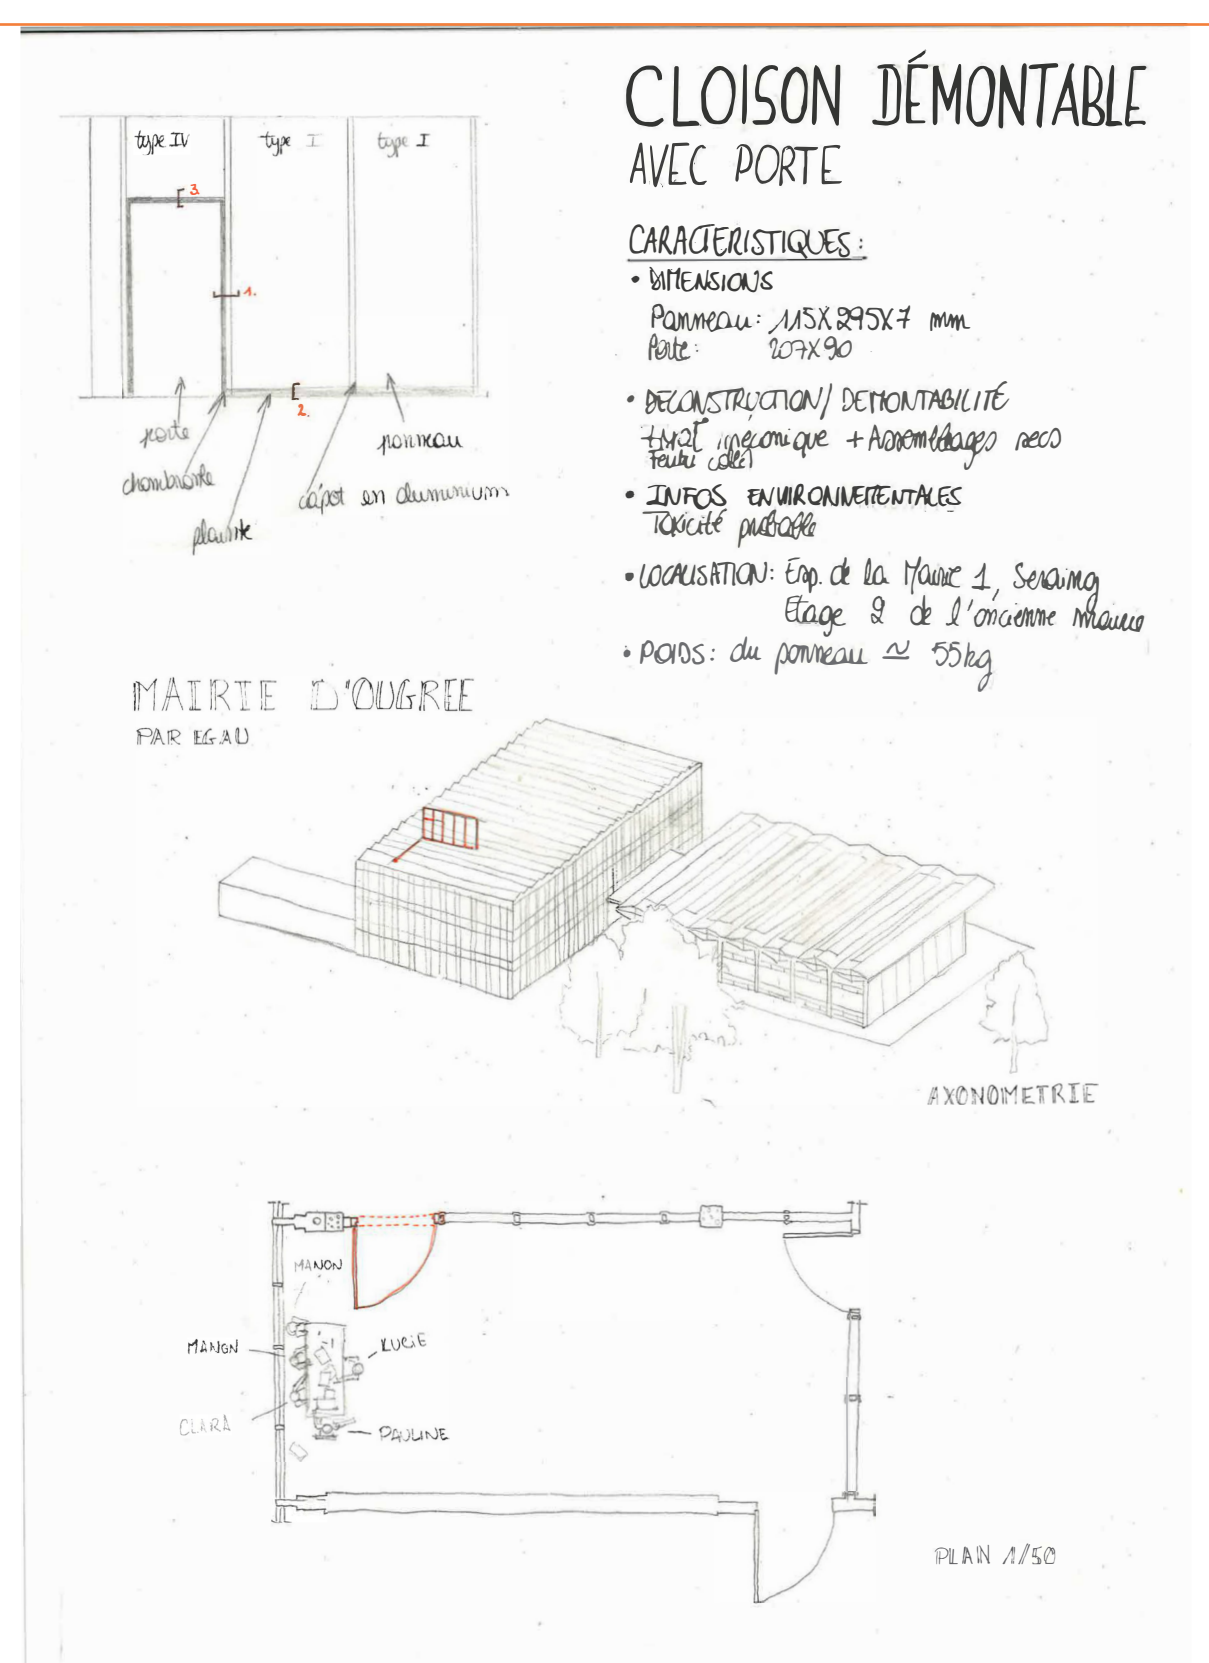 CLOISON DÉMONTABLE
AVEC PORTE
type IV
type I
type I
3.
1.
2.
porte
chambranle
plainte
panneau
capot en aluminium
CARACTERISTIQUES:
• DIMENSIONS
Panneau: 115X295X7 mm
Porte: 207X90
• DECONSTRUCTION/ DEMONTABILITÉ
méconique + Assemblages secs
• INFOS ENVIRONNEMENTALES
Toxicité probable
• LOCALISATION: Esp. de la Mairie 1, Seraing
Etage 2 de l'ancienne mairie
• POIDS: du panneau ≃ 55kg
MAIRIE D'OUGREE
PAR EGAU
AXONOMETRIE
MANON
MANON
LUCIE
CLARA
PAULINE
PLAN 1/50